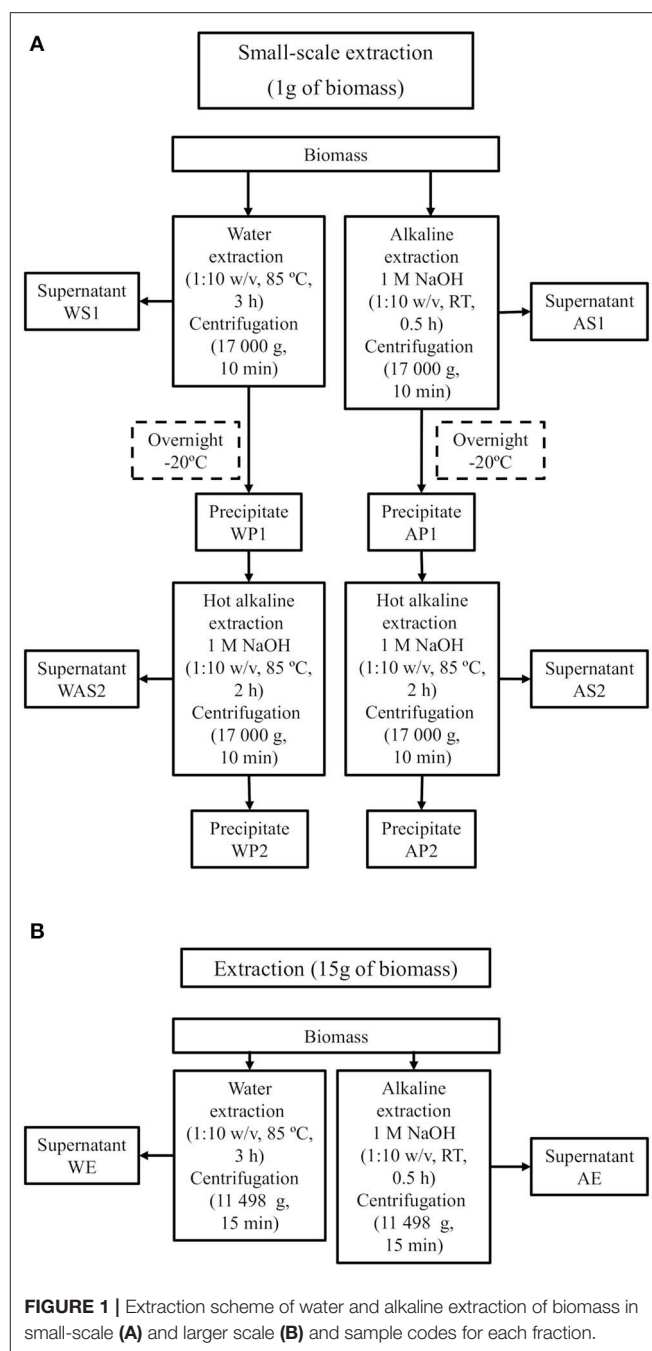 A
Small-scale extraction
(1g of biomass)
Biomass
Water
extraction
(1:10 w/v, 85 ºC,
3 h)
Centrifugation
(17 000 g,
10 min)
Alkaline
extraction
1 M NaOH
(1:10 w/v, RT,
0.5 h)
Centrifugation
(17 000 g,
10 min)
Supernatant
WS1
Supernatant
AS1
Overnight
-20ºC
Overnight
-20ºC
Precipitate
WP1
Precipitate
AP1
Hot alkaline
extraction
1 M NaOH
(1:10 w/v, 85 ºC,
2 h)
Centrifugation
(17 000 g,
10 min)
Hot alkaline
extraction
1 M NaOH
(1:10 w/v, 85 ºC,
2 h)
Centrifugation
(17 000 g,
10 min)
Supernatant
WAS2
Supernatant
AS2
Precipitate
WP2
Precipitate
AP2
B
Extraction (15g of biomass)
Biomass
Water
extraction
(1:10 w/v, 85 ºC,
3 h)
Centrifugation
(11 498 g,
15 min)
Alkaline
extraction
1 M NaOH
(1:10 w/v, RT,
0.5 h)
Centrifugation
(11 498 g,
15 min)
Supernatant
WE
Supernatant
AE
FIGURE 1 | Extraction scheme of water and alkaline extraction of biomass in
small-scale (A) and larger scale (B) and sample codes for each fraction.